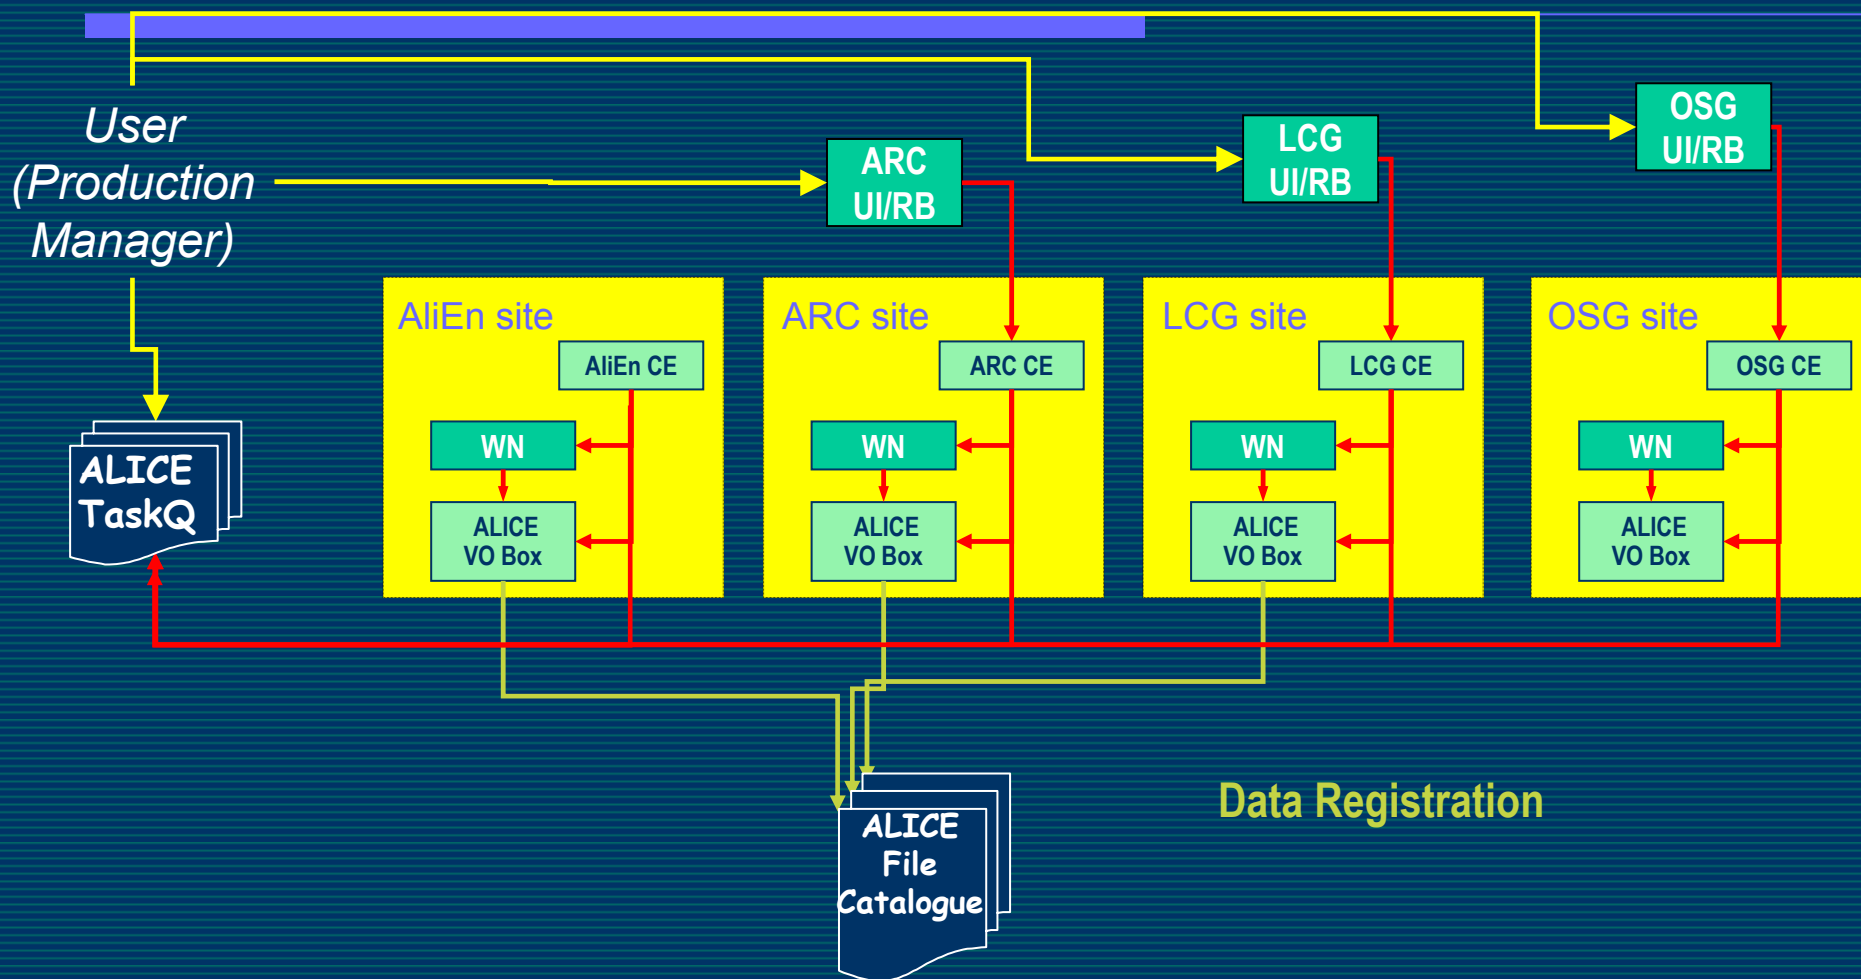 User
(Production
Manager)
ARC
UI/RB
LCG
UI/RB
OSG
UI/RB
AliEn site
AliEn CE
WN
ALICE
VO Box
ARC site
ARC CE
WN
ALICE
VO Box
LCG site
LCG CE
WN
ALICE
VO Box
OSG site
OSG CE
WN
ALICE
VO Box
ALICE
TaskQ
Data Registration
ALICE
File
Catalogue